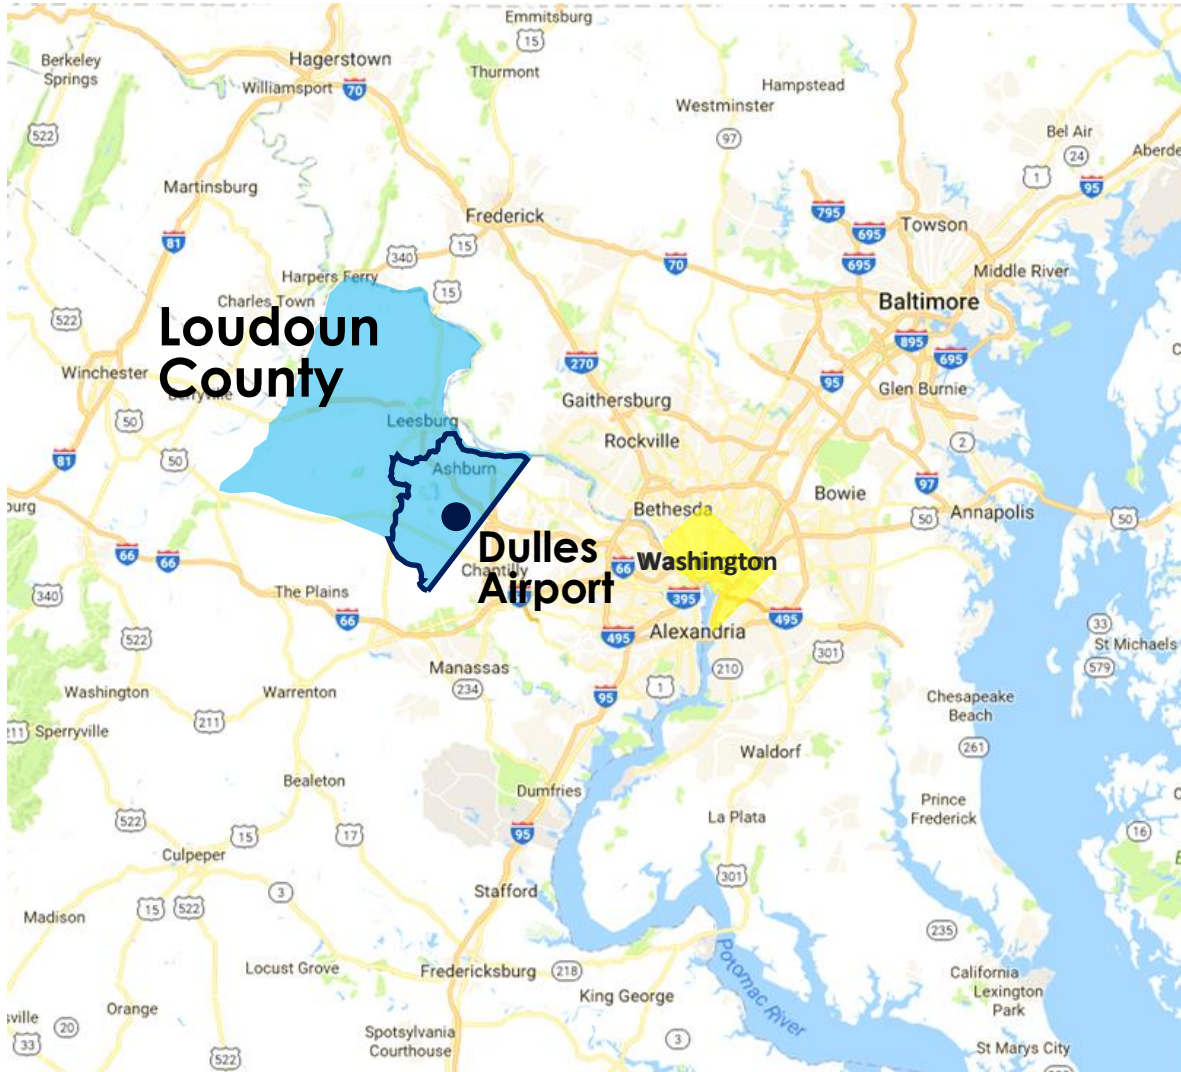 Emmitsburg
15
Berkeley
Springs
Hagerstown
Thurmont
Williamsport
70
Hampstead
Westminster
522
97
Bel Air
24
Aberde
1
95
Martinsburg
Frederick
795
Towson
695
81
340
15
70
695
Middle River
Harpers Ferry
15
Charles Town
Baltimore
522
Loudoun
County
895
695
270
Winchester
95
Glen Burnie
Berryville
Gaithersburg
50
Leesburg
Rockville
2
81
50
Ashburn
97
Bowie
burg
Bethesda
50
Annapolis
50
Dulles
Airport
66
66
Chantilly
66
Washington
340
The Plains
395
66
495
495
Alexandria
33
522
301
St Michaels
Manassas
210
579
234
1
Washington
Warrenton
95
Chesapeake
Beach
211
211
Sperryville
261
Waldorf
Bealeton
Dumfries
Prince
Frederick
522
15
17
95
La Plata
16
Culpeper
301
3
Stafford
Madison
15
522
235
Potomac River
Locust Grove
Fredericksburg
218
California
Lexington
Park
King George
Orange
sville
20
33
Spotsylvania
Courthouse
3
522
St Marys City